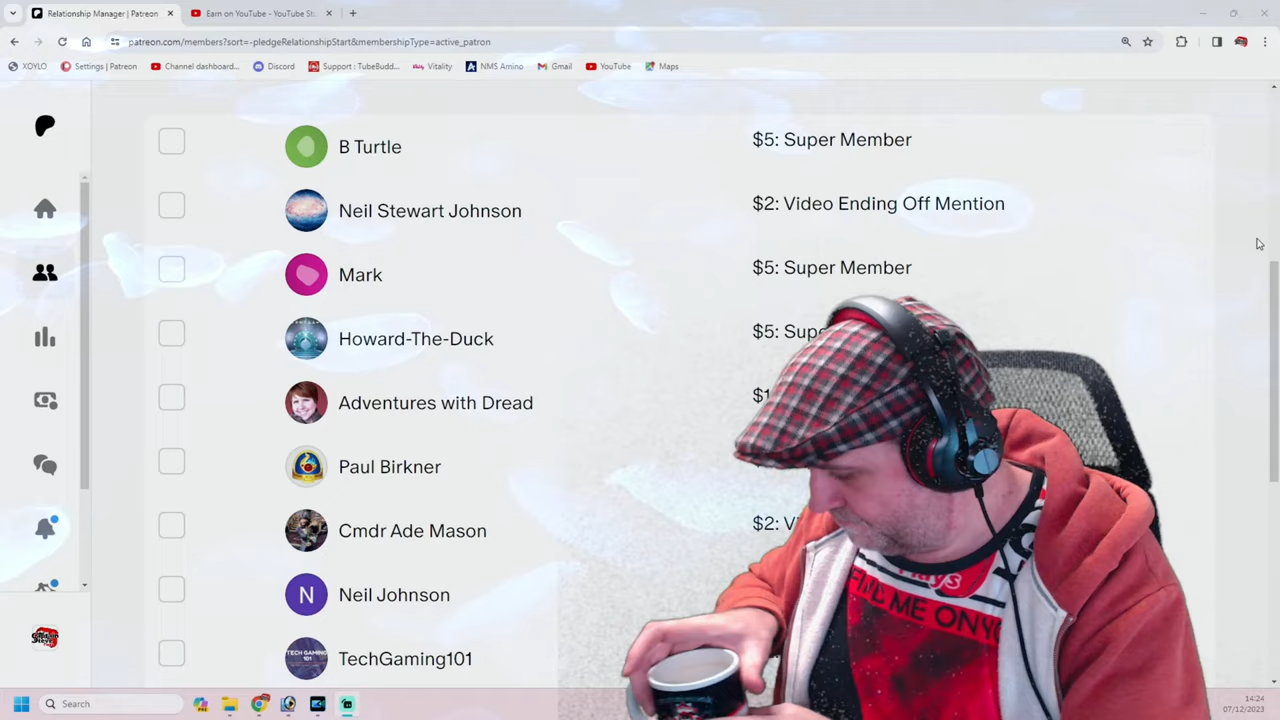 Relationship Manager | Patreon
Earn on YouTube - YouTube St
patreon.com/members?sort=-pledgeRelationshipStart&membershipType=active_patron
XOYLO
Settings | Patreon
Channel dashboard...
Discord
Support : TubeBudd...
Vitality
NMS Amino
Gmail
YouTube
Maps
B Turtle
$5: Super Member
Neil Stewart Johnson
$2: Video Ending Off Mention
Mark
$5: Super Member
Howard-The-Duck
$5: Supe
Adventures with Dread
$1
Paul Birkner
Cmdr Ade Mason
$2: V
N
Neil Johnson
TECH GAMING
101
TechGaming101
Search
14:24
07/12/2023